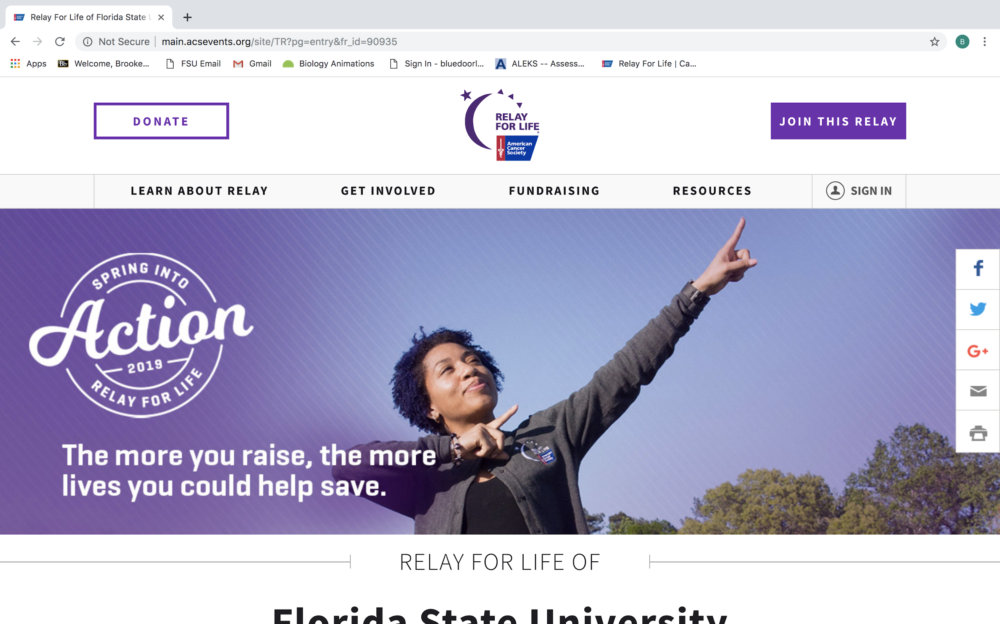 Relay For Life of Florida State
Not Secure main.acsevents.org/site/TR?pg=entry&fr_id=90935
B
Apps Bb Welcome, Brooke... FSU Email Gmail Biology Animations Sign In - bluedoorl... A ALEKS -- Assess... Relay For Life | Ca...
DONATE
RELAY
FOR LIFE
®
American
Cancer
Society
JOIN THIS RELAY
LEARN ABOUT RELAY GET INVOLVED FUNDRAISING RESOURCES SIGN IN
SPRING INTO
Action
2019
RELAY FOR LIFE
f
G+
The more you raise, the more
lives you could help save.
RELAY FOR LIFE OF
Florida State University